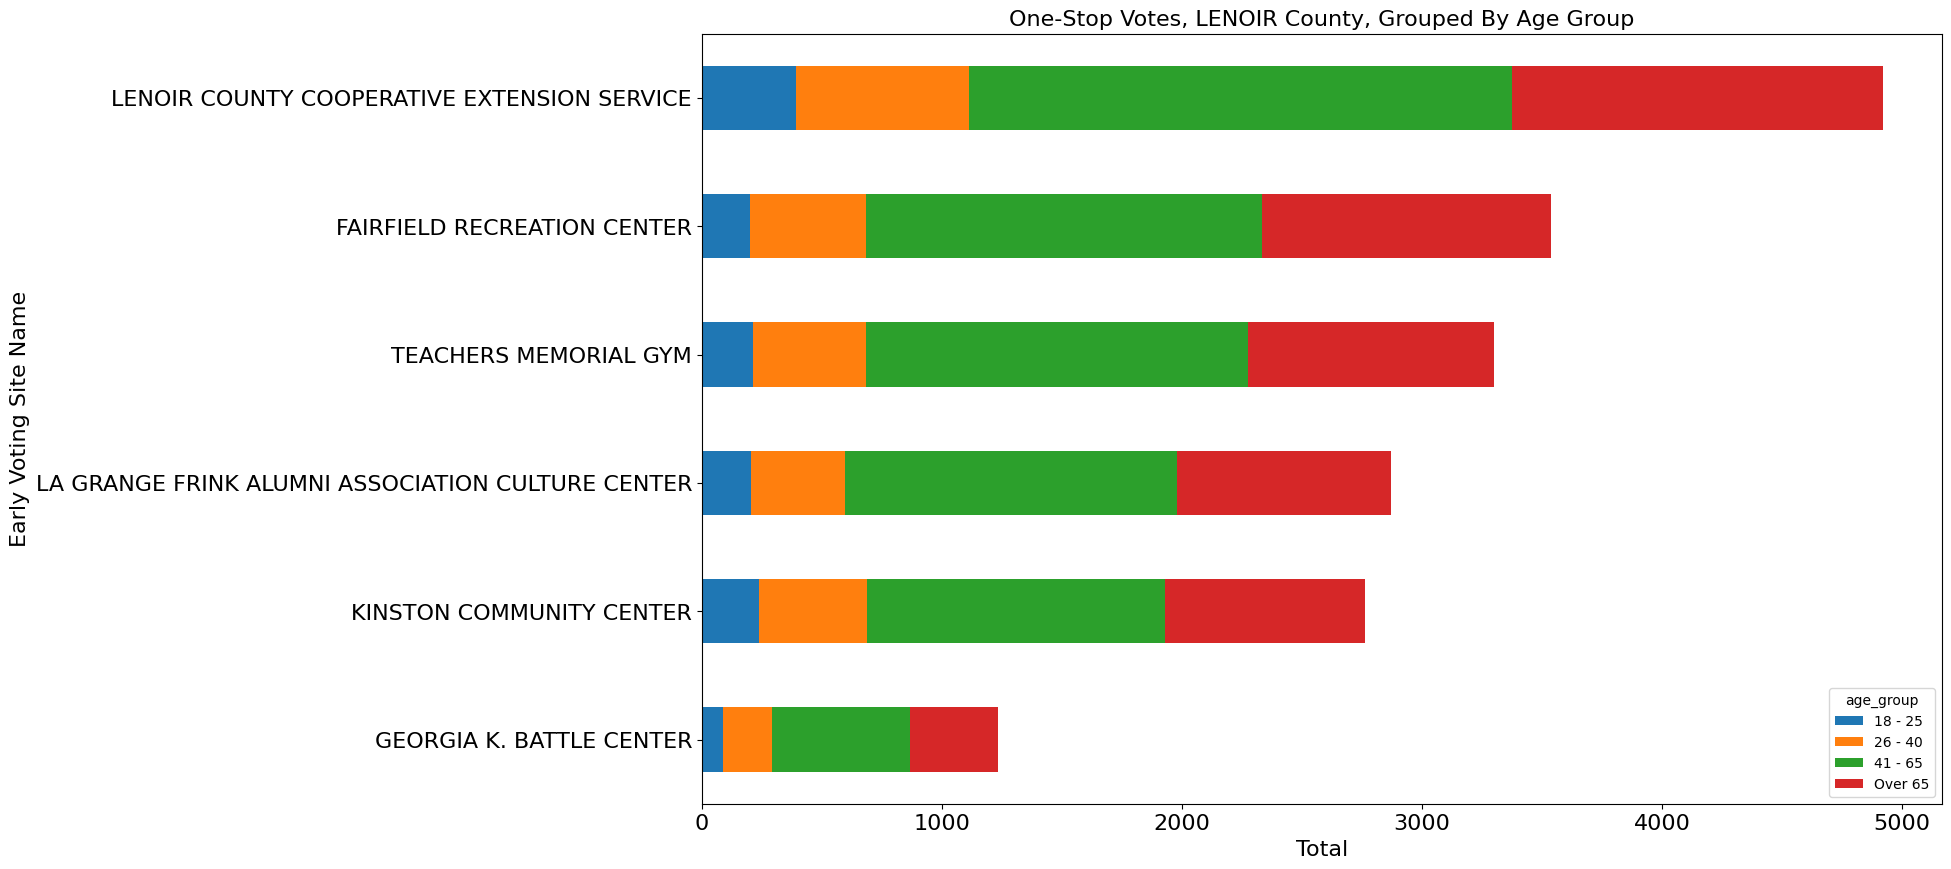 One-Stop Votes, LENOIR County, Grouped By Age Group
Early Voting Site Name
LENOIR COUNTY COOPERATIVE EXTENSION SERVICE
FAIRFIELD RECREATION CENTER
TEACHERS MEMORIAL GYM
LA GRANGE FRINK ALUMNI ASSOCIATION CULTURE CENTER
KINSTON COMMUNITY CENTER
GEORGIA K. BATTLE CENTER
age_group
18 - 25
26 - 40
41 - 65
Over 65
0 1000 2000 3000 4000 5000
Total